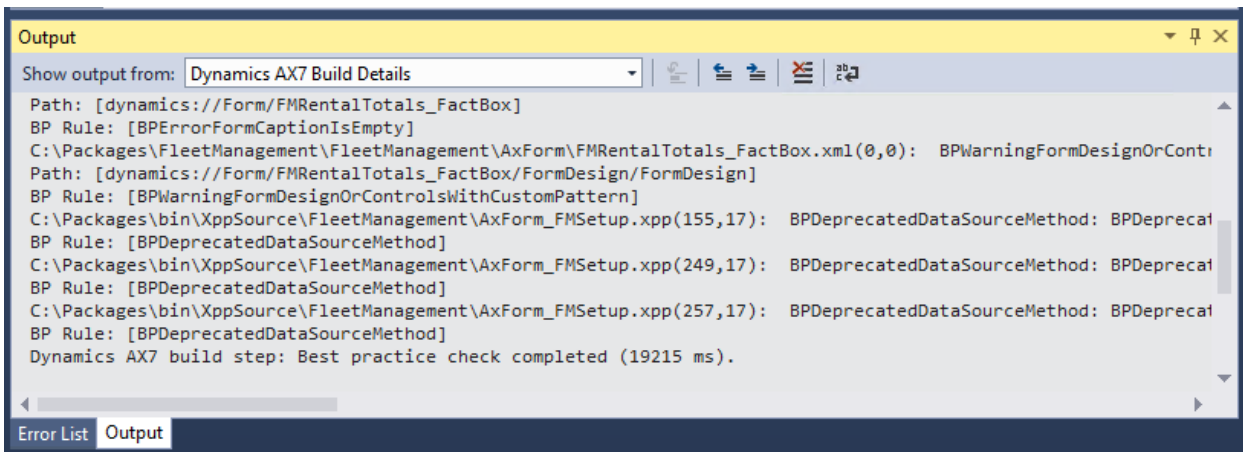 Output
Show output from: Dynamics AX7 Build Details
Path: [dynamics://Form/FMRentalTotals_FactBox]
BP Rule: [BPErrorFormCaptionIsEmpty]
C:\Packages\FleetManagement\FleetManagement\AxForm\FMRentalTotals_FactBox.xml(0,0):  BPWarningFormDesignOrContr
Path: [dynamics://Form/FMRentalTotals_FactBox/FormDesign/FormDesign]
BP Rule: [BPWarningFormDesignOrControlsWithCustomPattern]
C:\Packages\bin\XppSource\FleetManagement\AxForm_FMSetup.xpp(155,17):  BPDeprecatedDataSourceMethod: BPDeprecat
BP Rule: [BPDeprecatedDataSourceMethod]
C:\Packages\bin\XppSource\FleetManagement\AxForm_FMSetup.xpp(249,17):  BPDeprecatedDataSourceMethod: BPDeprecat
BP Rule: [BPDeprecatedDataSourceMethod]
C:\Packages\bin\XppSource\FleetManagement\AxForm_FMSetup.xpp(257,17):  BPDeprecatedDataSourceMethod: BPDeprecat
BP Rule: [BPDeprecatedDataSourceMethod]
Dynamics AX7 build step: Best practice check completed (19215 ms).
Error List Output